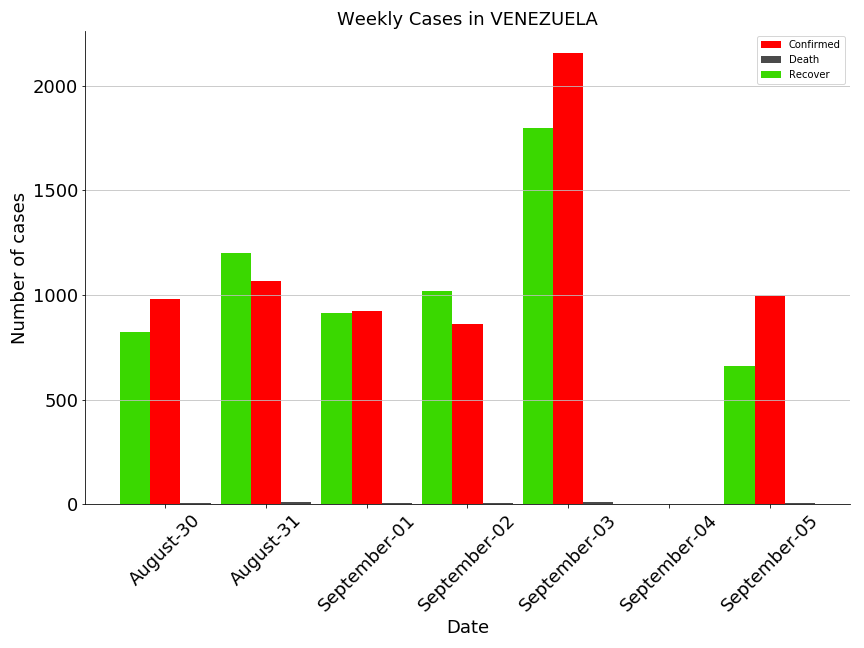 Weekly Cases in VENEZUELA
Confirmed
Death
Recover
Number of cases
2000
1500
1000
500
0
August-30
August-31
September-01
September-02
September-03
September-04
September-05
Date